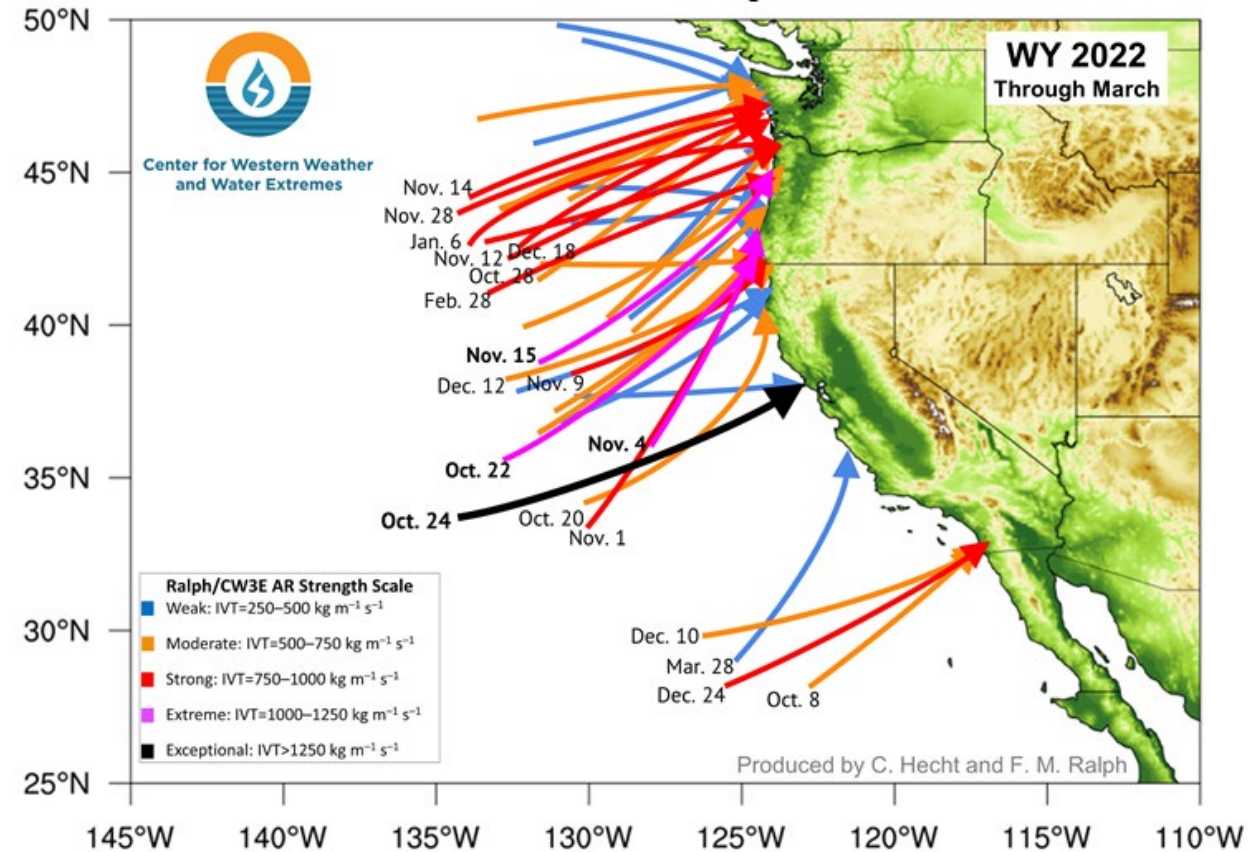 50°N
45°N
40°N
35°N
30°N
25°N
145°W
140°W
135°W
130°W
125°W
120°W
115°W
110°W
Center for Western Weather
and Water Extremes
WY 2022
Through March
Nov. 14
Nov. 28
Jan. 6
Nov. 12
Dec. 18
Oct. 28
Feb. 28
Nov. 15
Dec. 12
Nov. 9
Nov. 4
Oct. 22
Oct. 24
Oct. 20
Nov. 1
Dec. 10
Mar. 28
Dec. 24
Oct. 8
Ralph/CW3E AR Strength Scale
Weak: IVT=250–500 kg m⁻¹ s⁻¹
Moderate: IVT=500–750 kg m⁻¹ s⁻¹
Strong: IVT=750–1000 kg m⁻¹ s⁻¹
Extreme: IVT=1000–1250 kg m⁻¹ s⁻¹
Exceptional: IVT>1250 kg m⁻¹ s⁻¹
Produced by C. Hecht and F. M. Ralph